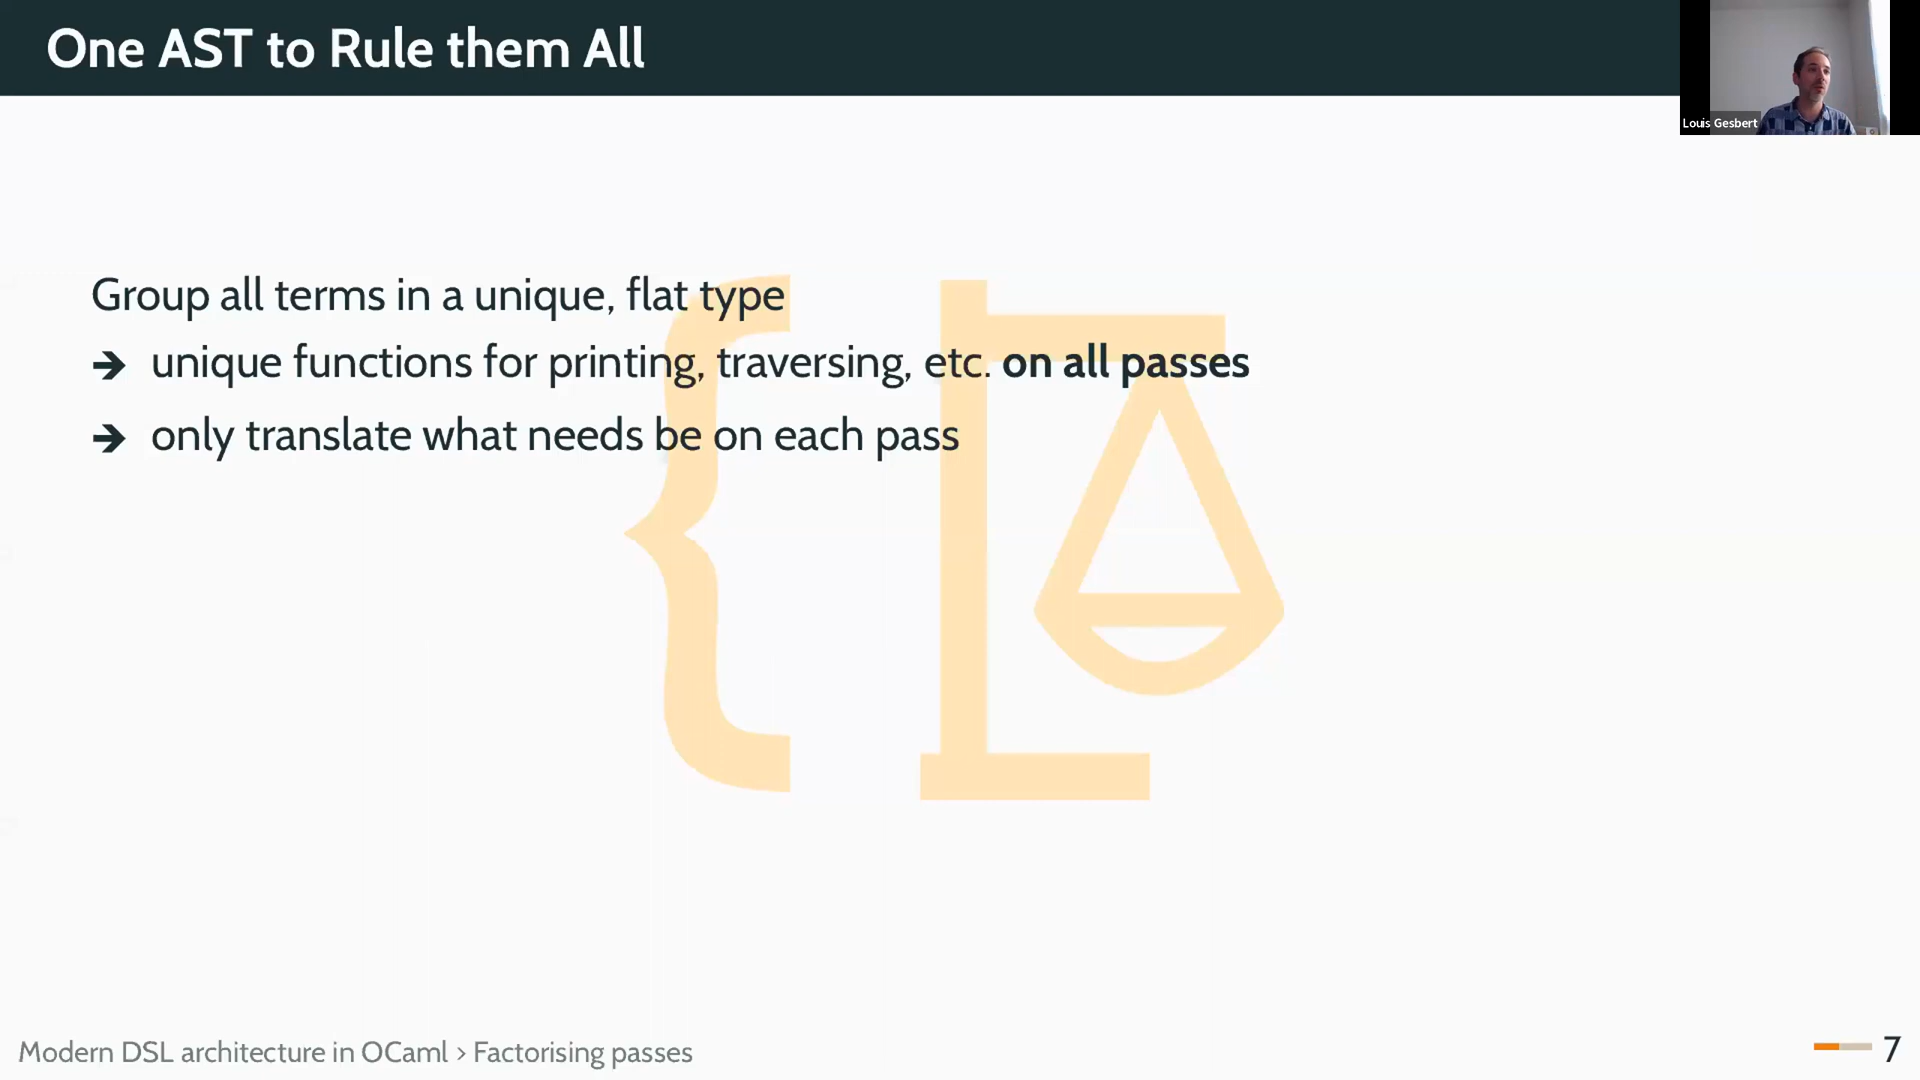 One AST to Rule them All
Louis Gesbert
Group all terms in a unique, flat type
➔ unique functions for printing, traversing, etc. on all passes
➔ only translate what needs be on each pass
Modern DSL architecture in OCaml › Factorising passes
7